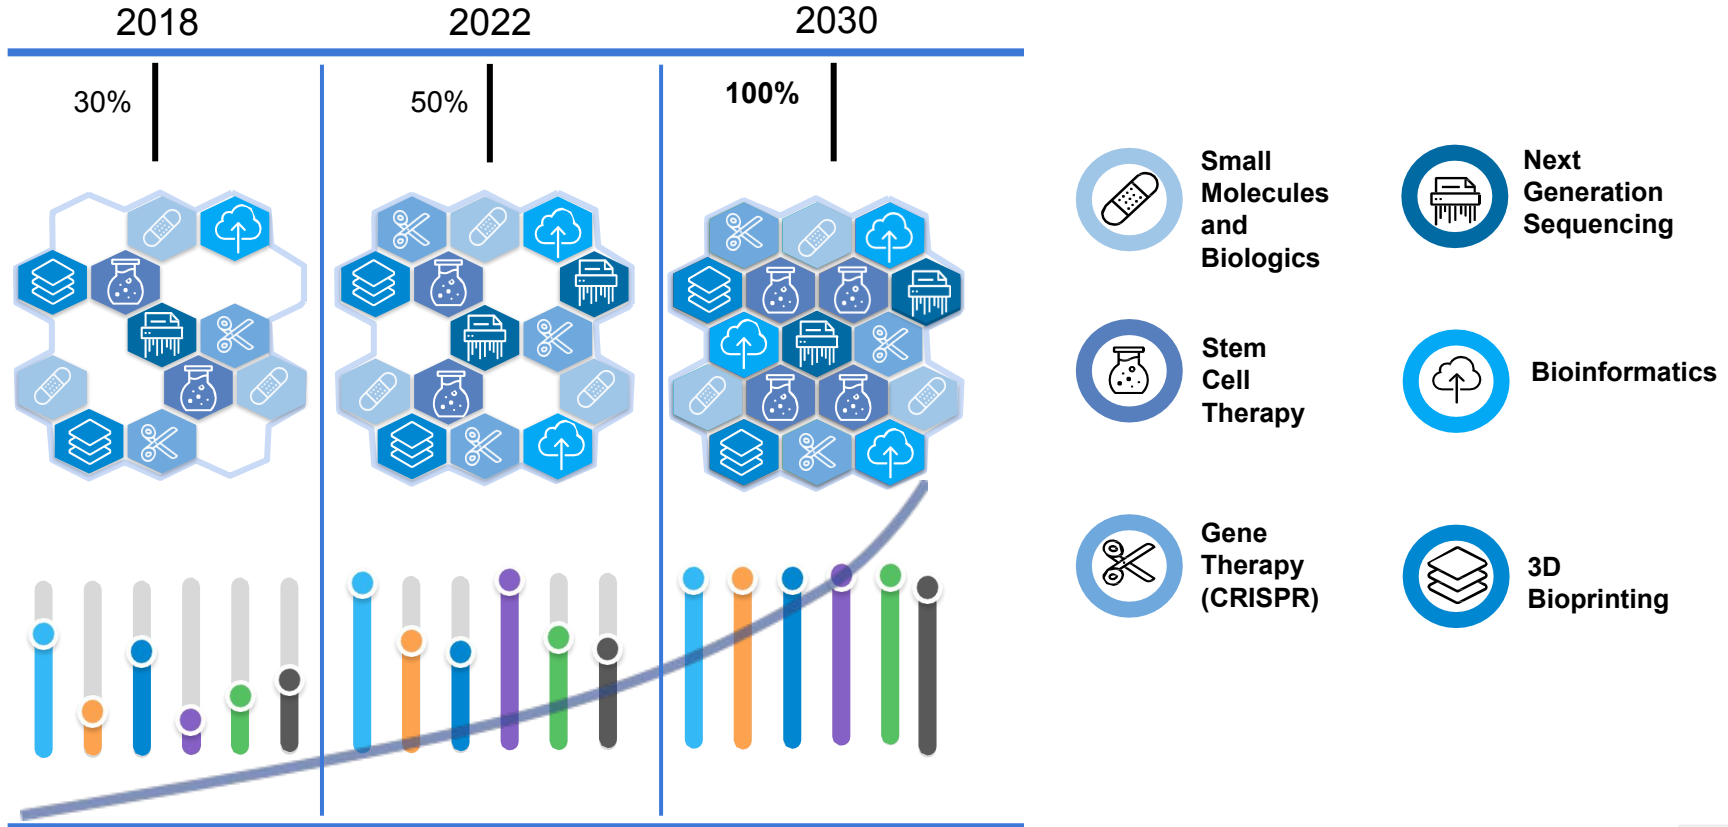 2018
2022
2030
30%
50%
100%
Small
Molecules
and
Biologics
Next
Generation
Sequencing
Stem
Cell
Therapy
Bioinformatics
Gene
Therapy
(CRISPR)
3D
Bioprinting